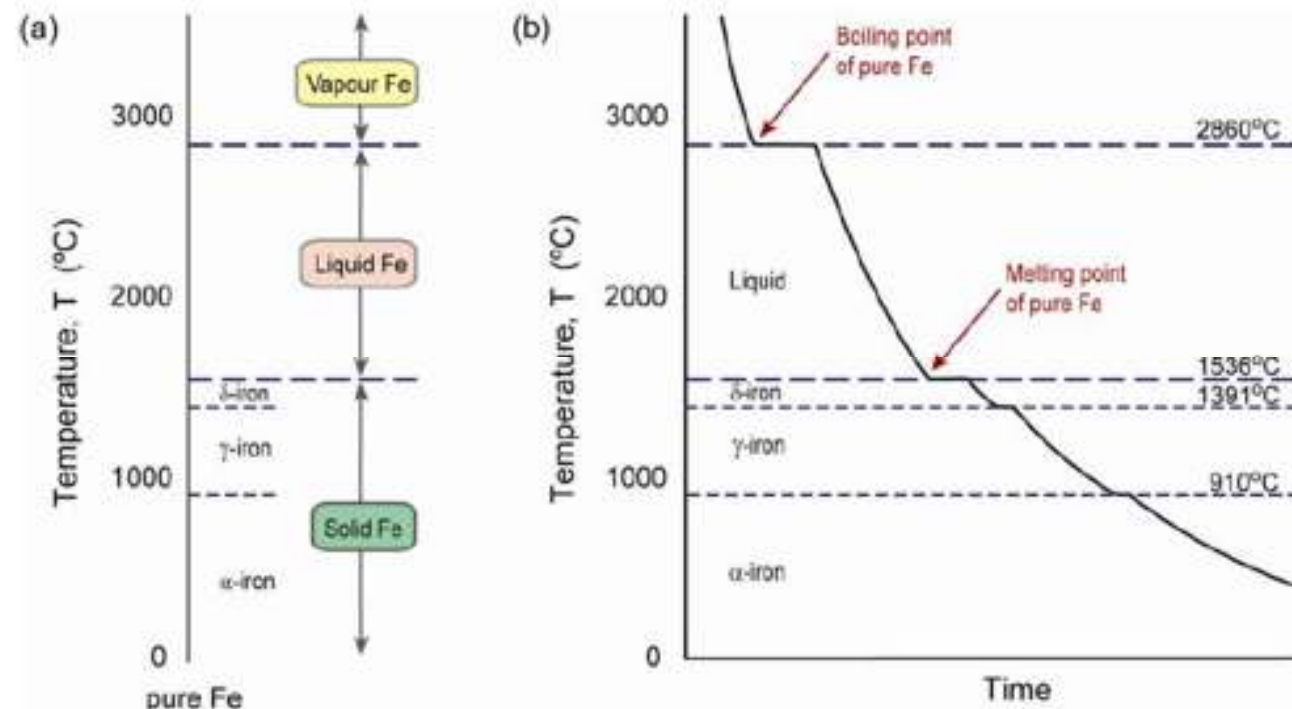 (a)
Vapour Fe
3000
Liquid Fe
2000
δ-iron
γ-iron
1000
Solid Fe
α-iron
0
pure Fe
Temperature, T (ºC)
(b)
Boiling point
of pure Fe
3000
2860ºC
Liquid
Melting point
of pure Fe
2000
1536ºC
δ-iron
1391ºC
γ-iron
1000
910ºC
α-iron
0
Time
Temperature, T (ºC)